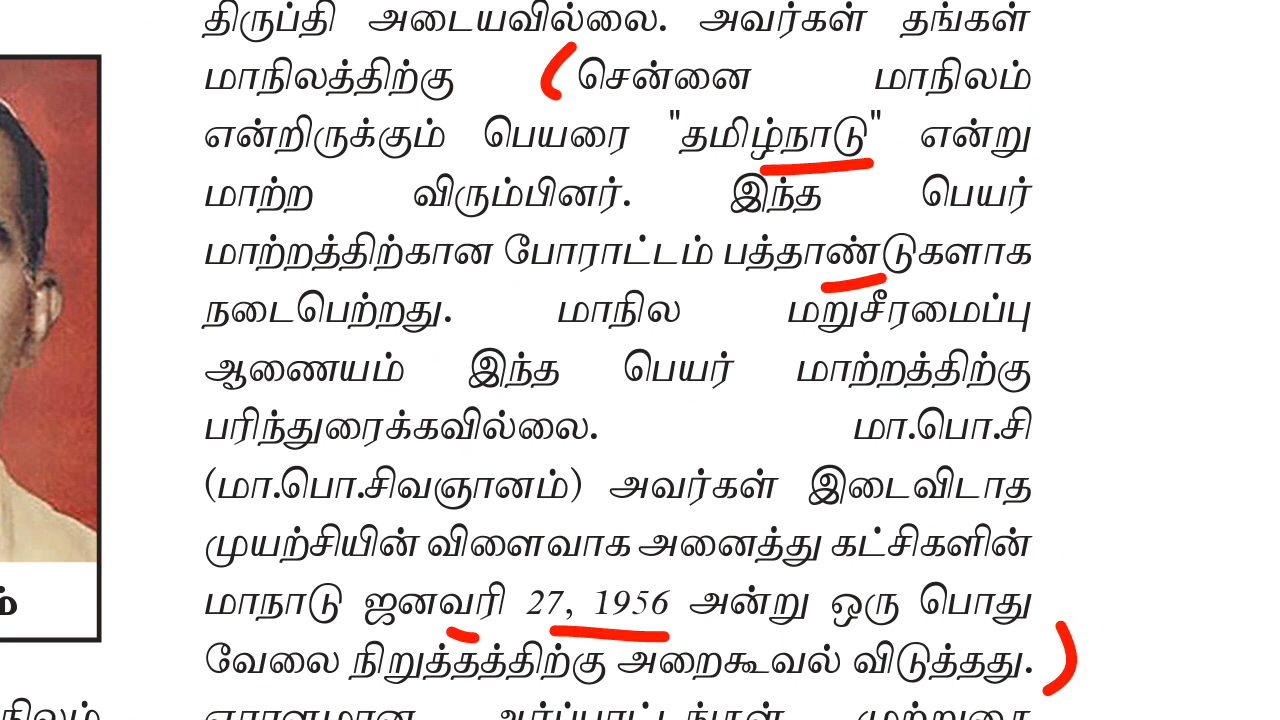 திருப்தி அடையவில்லை. அவர்கள் தங்கள்
மாநிலத்திற்கு சென்னை மாநிலம்
என்றிருக்கும் பெயரை "தமிழ்நாடு" என்று
மாற்ற விரும்பினர். இந்த பெயர்
மாற்றத்திற்கான போராட்டம் பத்தாண்டுகளாக
நடைபெற்றது. மாநில மறுசீரமைப்பு
ஆணையம் இந்த பெயர் மாற்றத்திற்கு
பரிந்துரைக்கவில்லை. மா.பொ.சி
(மா.பொ.சிவஞானம்) அவர்கள் இடைவிடாத
முயற்சியின் விளைவாக அனைத்து கட்சிகளின்
மாநாடு ஜனவரி 27, 1956 அன்று ஒரு பொது
வேலை நிறுத்தத்திற்கு அறைகூவல் விடுத்தது.